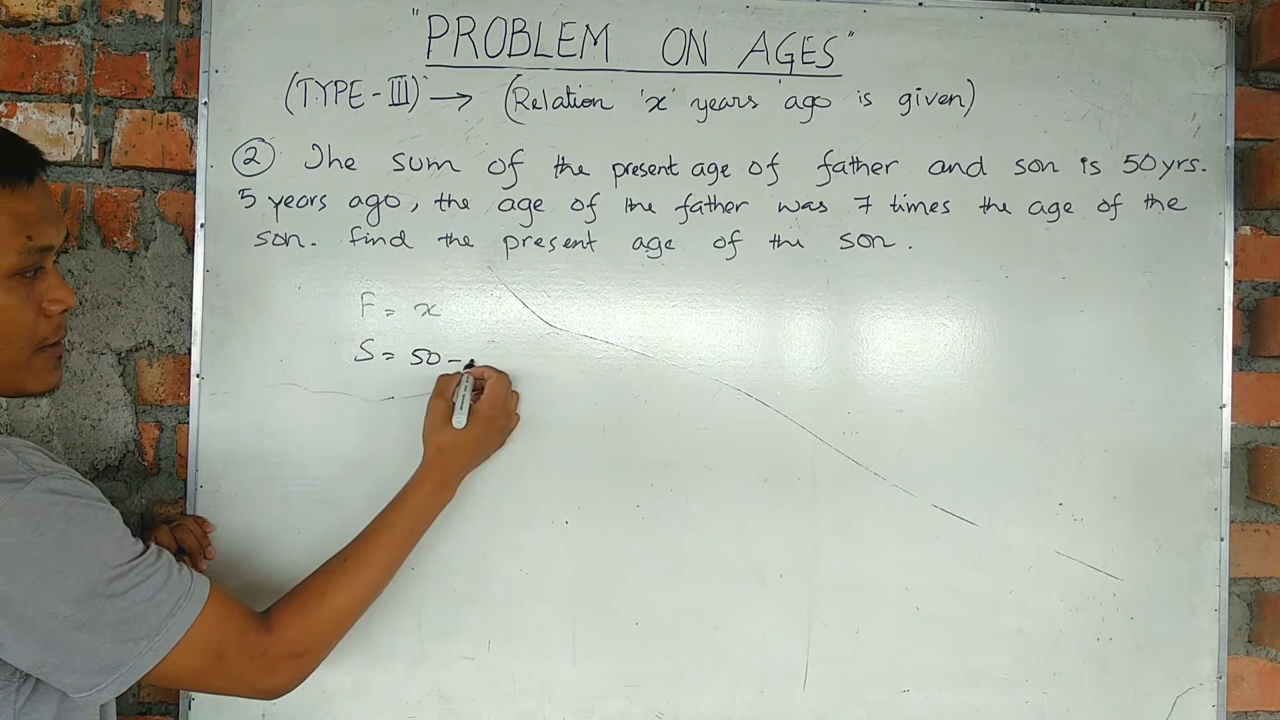 "PROBLEM ON AGES"
(TYPE-III) → (Relation 'x' years ago is given)
② The sum of the present age of father and son is 50yrs.
5 years ago, the age of the father was 7 times the age of the
son. find the present age of the son.
F = x
S = 50 -